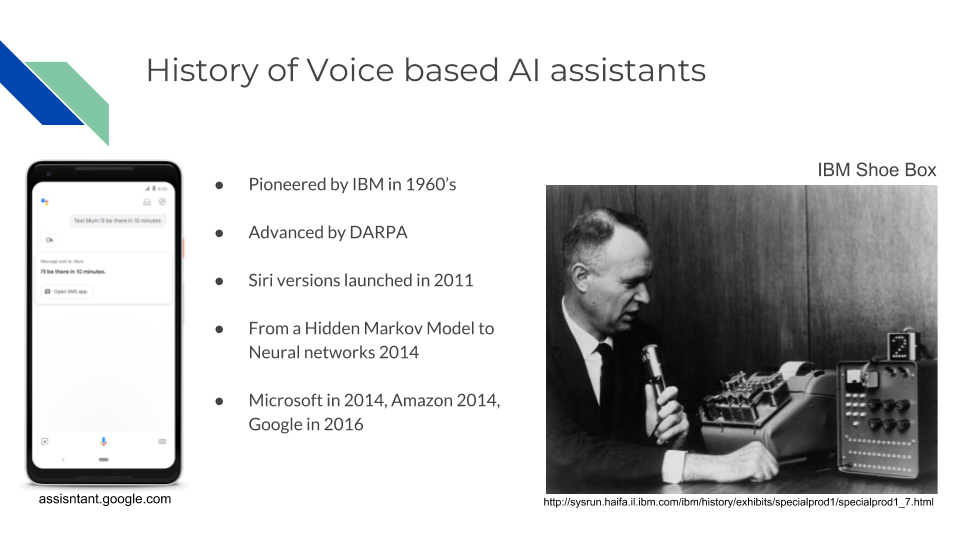 History of Voice based AI assistants
8:00
Text Mum I'll be there in 10 minutes
Ok
Message sent to Mum
I'll be there in 10 minutes.
Open SMS app
assisntant.google.com
● Pioneered by IBM in 1960's
● Advanced by DARPA
● Siri versions launched in 2011
● From a Hidden Markov Model to
Neural networks 2014
● Microsoft in 2014, Amazon 2014,
Google in 2016
IBM Shoe Box
2
http://sysrun.haifa.il.ibm.com/ibm/history/exhibits/specialprod1/specialprod1_7.html